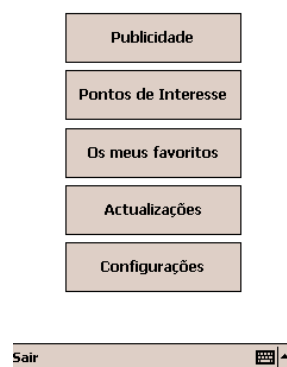 Publicidade
Pontos de Interesse
Os meus favoritos
Actualizações
Configurações
Sair